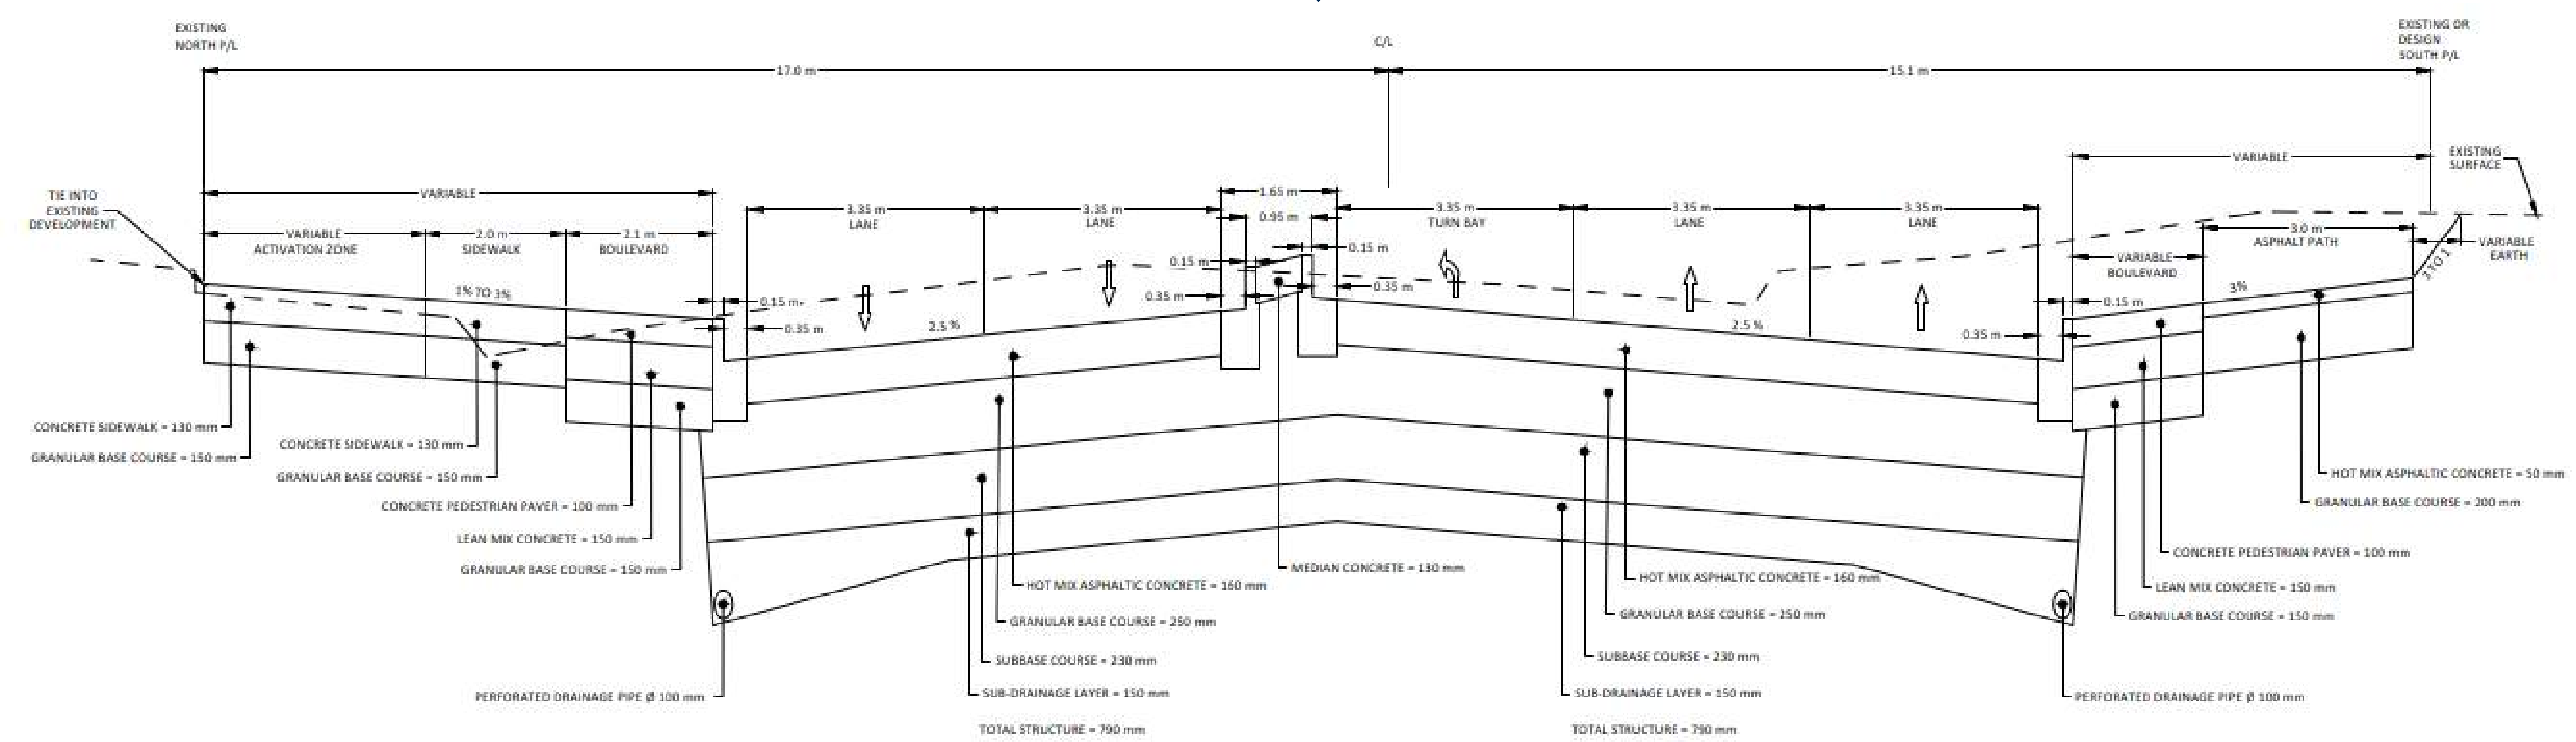 EXISTING
NORTH P/L
C/L
EXISTING OR
DESIGN
SOUTH P/L
17.0 m
15.1 m
VARIABLE
EXISTING
SURFACE
TIE INTO
EXISTING
DEVELOPMENT
VARIABLE
1.65 m
3.35 m
LANE
3.35 m
LANE
0.95 m
3.35 m
TURN BAY
3.35 m
LANE
3.35 m
LANE
VARIABLE
ACTIVATION ZONE
2.0 m
SIDEWALK
2.1 m
BOULEVARD
3.0 m
ASPHALT PATH
VARIABLE
EARTH
VARIABLE
BOULEVARD
3 TO 1
0.15 m
0.15 m
0.35 m
0.35 m
1% TO 3%
0.15 m
0.35 m
2.5 %
2.5 %
3%
0.15 m
0.35 m
CONCRETE SIDEWALK = 130 mm
GRANULAR BASE COURSE = 150 mm
CONCRETE SIDEWALK = 130 mm
GRANULAR BASE COURSE = 150 mm
CONCRETE PEDESTRIAN PAVER = 100 mm
LEAN MIX CONCRETE = 150 mm
GRANULAR BASE COURSE = 150 mm
PERFORATED DRAINAGE PIPE Ø 100 mm
HOT MIX ASPHALTIC CONCRETE = 160 mm
GRANULAR BASE COURSE = 250 mm
SUBBASE COURSE = 230 mm
SUB-DRAINAGE LAYER = 150 mm
TOTAL STRUCTURE = 790 mm
MEDIAN CONCRETE = 130 mm
HOT MIX ASPHALTIC CONCRETE = 160 mm
GRANULAR BASE COURSE = 250 mm
SUBBASE COURSE = 230 mm
SUB-DRAINAGE LAYER = 150 mm
TOTAL STRUCTURE = 790 mm
HOT MIX ASPHALTIC CONCRETE = 50 mm
GRANULAR BASE COURSE = 200 mm
CONCRETE PEDESTRIAN PAVER = 100 mm
LEAN MIX CONCRETE = 150 mm
GRANULAR BASE COURSE = 150 mm
PERFORATED DRAINAGE PIPE Ø 100 mm